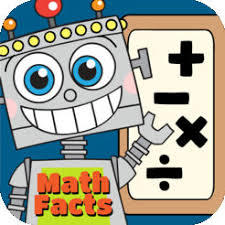 +
-
×
÷
Math
Facts